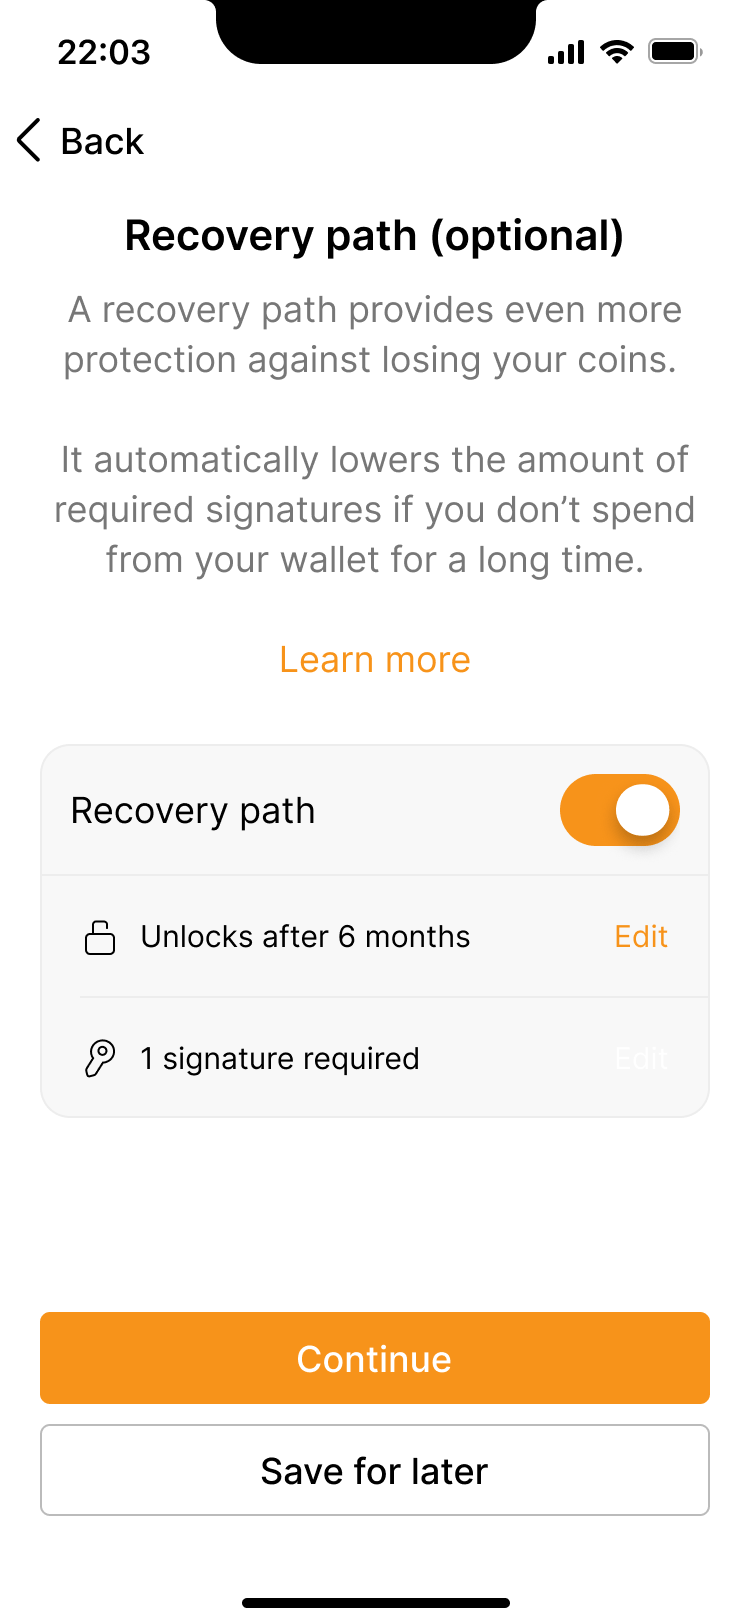 22:03
Back
Recovery path (optional)
A recovery path provides even more
protection against losing your coins.
It automatically lowers the amount of
required signatures if you don’t spend
from your wallet for a long time.
Learn more
Recovery path
Unlocks after 6 months Edit
1 signature required Edit
Continue
Save for later